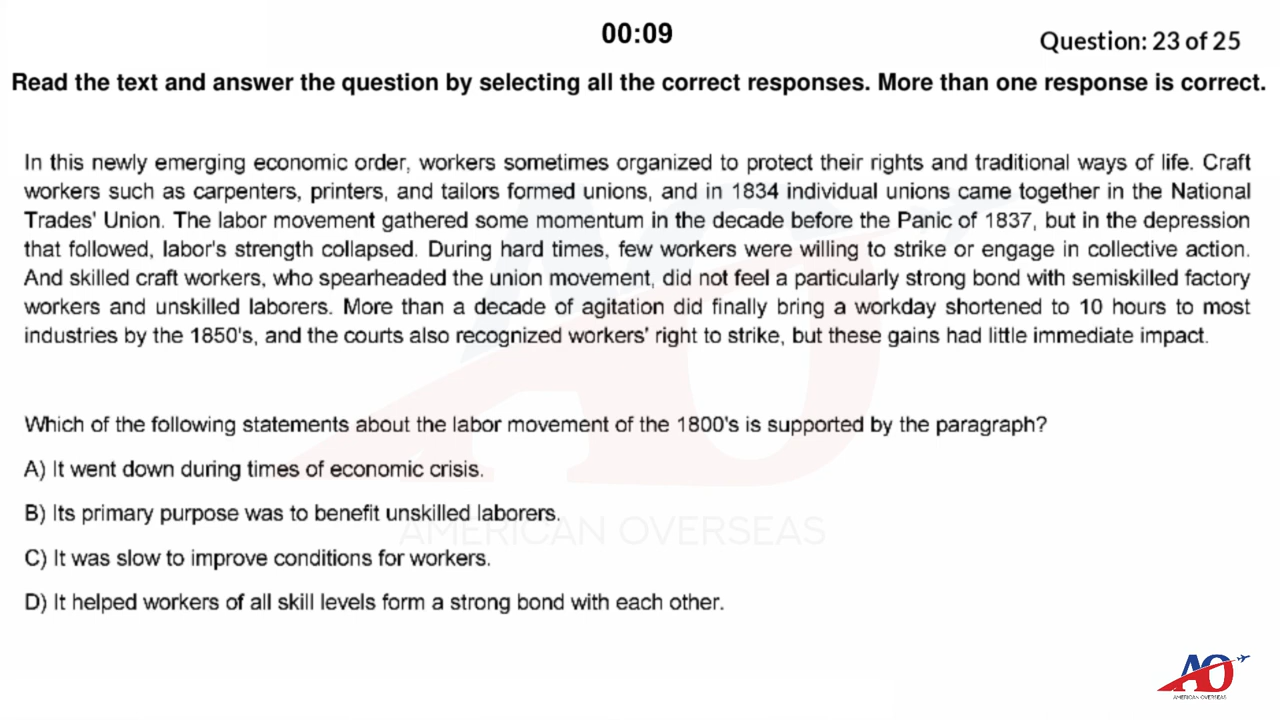 00:09
Question: 23 of 25
Read the text and answer the question by selecting all the correct responses. More than one response is correct.
In this newly emerging economic order, workers sometimes organized to protect their rights and traditional ways of life. Craft
workers such as carpenters, printers, and tailors formed unions, and in 1834 individual unions came together in the National
Trades' Union. The labor movement gathered some momentum in the decade before the Panic of 1837, but in the depression
that followed, labor's strength collapsed. During hard times, few workers were willing to strike or engage in collective action.
And skilled craft workers, who spearheaded the union movement, did not feel a particularly strong bond with semiskilled factory
workers and unskilled laborers. More than a decade of agitation did finally bring a workday shortened to 10 hours to most
industries by the 1850's, and the courts also recognized workers' right to strike, but these gains had little immediate impact.
Which of the following statements about the labor movement of the 1800's is supported by the paragraph?
A) It went down during times of economic crisis.
B) Its primary purpose was to benefit unskilled laborers.
AMERICAN OVERSEAS
C) It was slow to improve conditions for workers.
D) It helped workers of all skill levels form a strong bond with each other.
AO
AMERICAN OVERSEAS